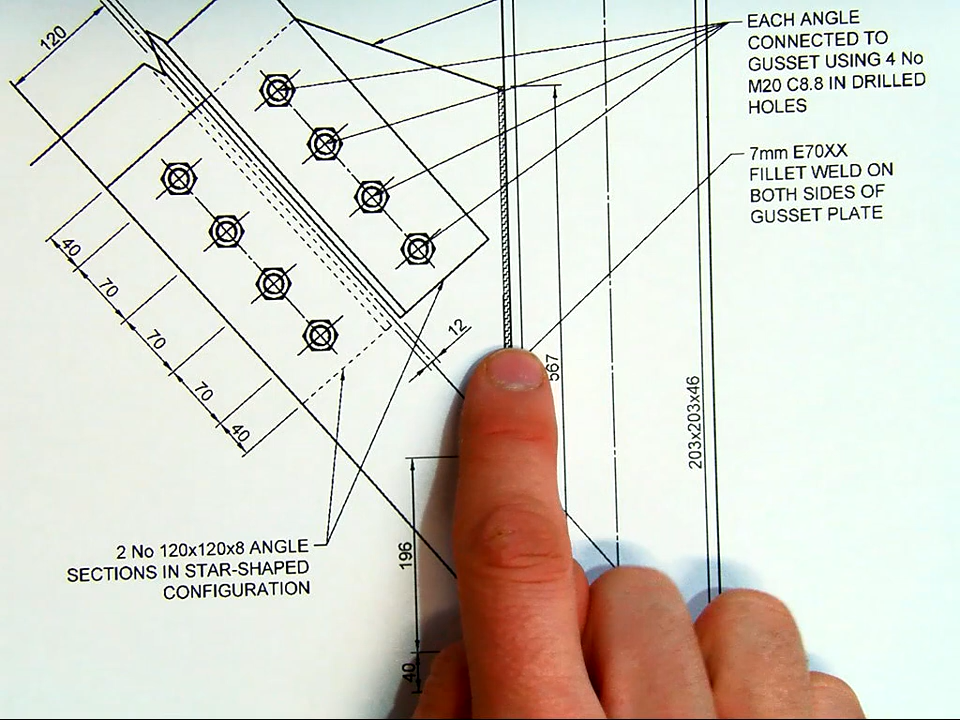 120
EACH ANGLE
CONNECTED TO
GUSSET USING 4 No
M20 C8.8 IN DRILLED
HOLES
7mm E70XX
FILLET WELD ON
BOTH SIDES OF
GUSSET PLATE
40
70
70
70
40
12
567
203x203x46
2 No 120x120x8 ANGLE
SECTIONS IN STAR-SHAPED
CONFIGURATION
196
40